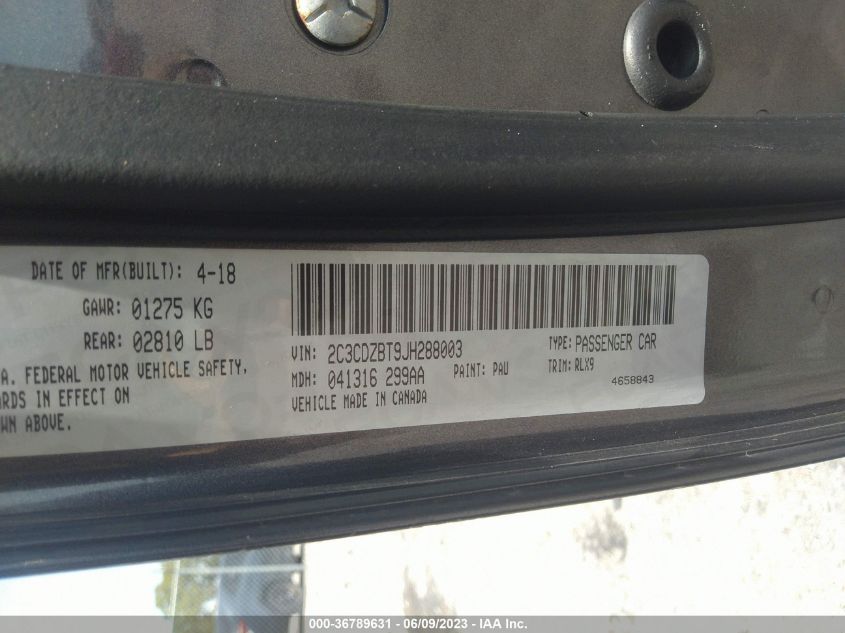 DATE OF MFR(BUILT): 4-18
GAWR: 01275 KG
REAR: 02810 LB
A. FEDERAL MOTOR VEHICLE SAFETY,
ARDS IN EFFECT ON
WN ABOVE.
VIN: 2C3CDZBT9JH288003
TYPE: PASSENGER CAR
MDH: 041316 299AA
PAINT: PAU
TRIM: RLX9
VEHICLE MADE IN CANADA
4658843
000-36789631 - 06/09/2023 - IAA Inc.